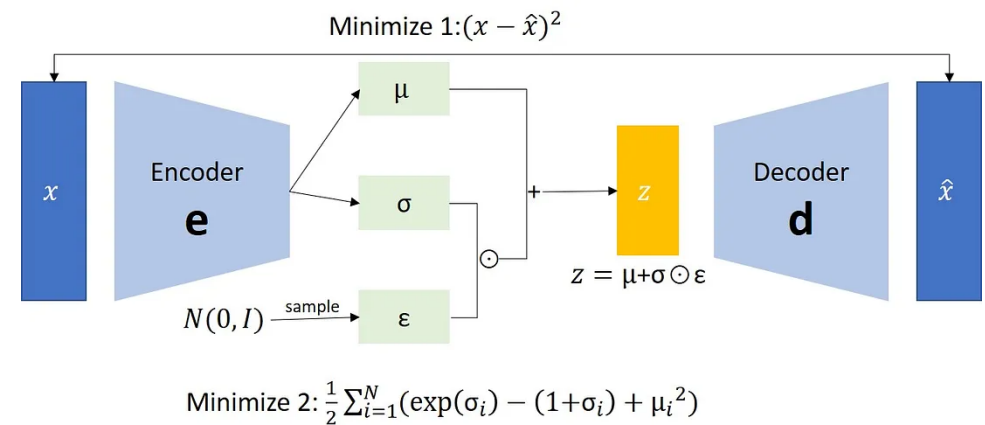 Minimize 1:(x − x̂)²
μ
x
Encoder
e
σ
+
z
Decoder
d
x̂
⊙
z = μ+σ⊙ε
N(0, I)
sample
ε
Minimize 2: ½ ∑ᵢ₌₁ᴺ(exp(σᵢ) − (1+σᵢ) + μᵢ²)